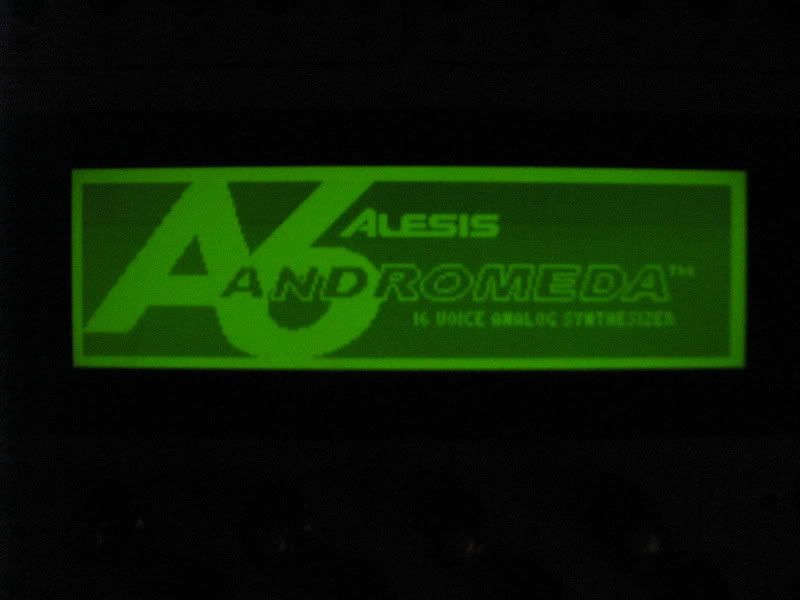 A6
ALESIS
ANDROMEDA™
16 VOICE ANALOG SYNTHESIZER